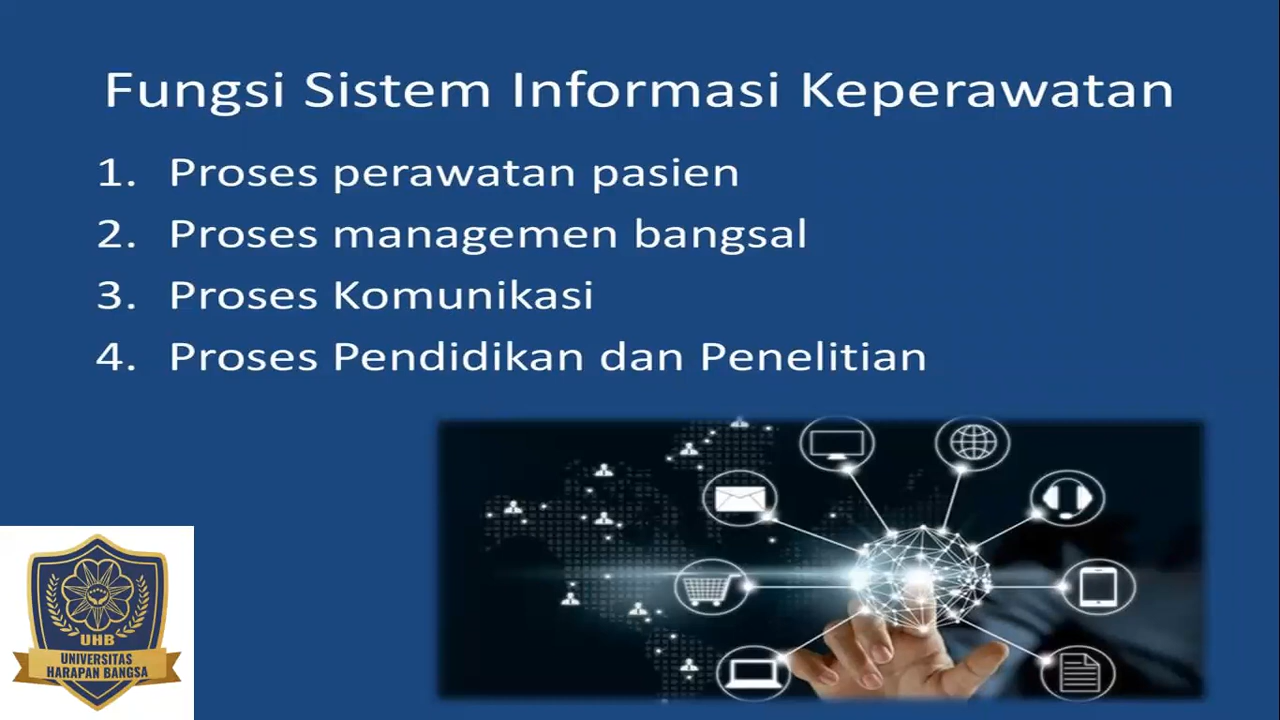 Fungsi Sistem Informasi Keperawatan
1. Proses perawatan pasien
2. Proses managemen bangsal
3. Proses Komunikasi
4. Proses Pendidikan dan Penelitian
UHB
UNIVERSITAS
HARAPAN BANGSA